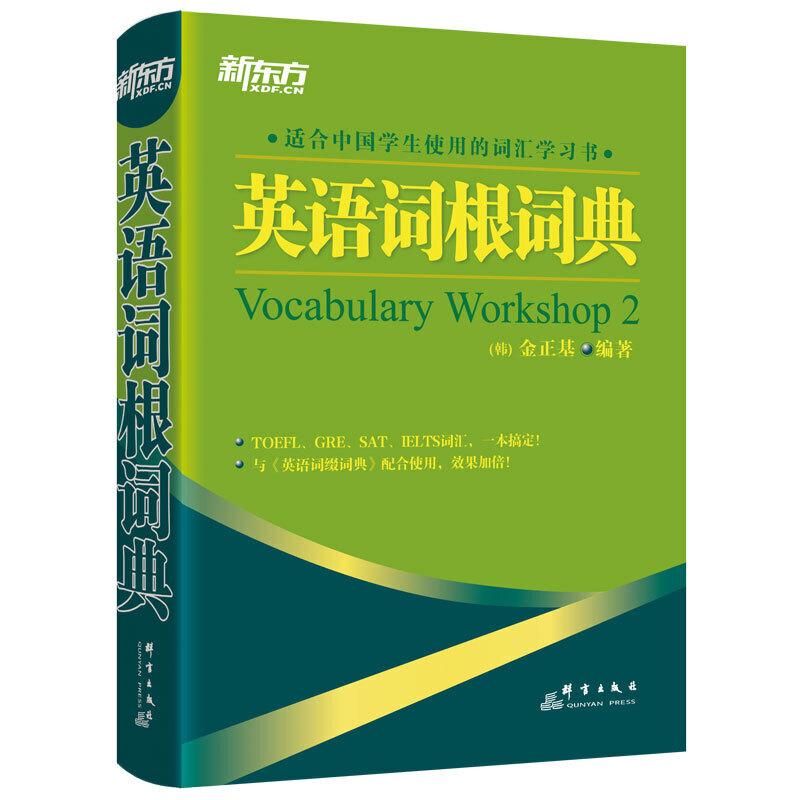 新东方
XDF.CN
英语词根词典
群言出版社
QUNYAN PRESS
新东方
XDF.CN
• 适合中国学生使用的词汇学习书 •
英语词根词典
Vocabulary Workshop 2
(韩) 金正基 编著
TOEFL、GRE、SAT、IELTS词汇，一本搞定！
与《英语词缀词典》配合使用，效果加倍！
群言出版社
QUNYAN PRESS